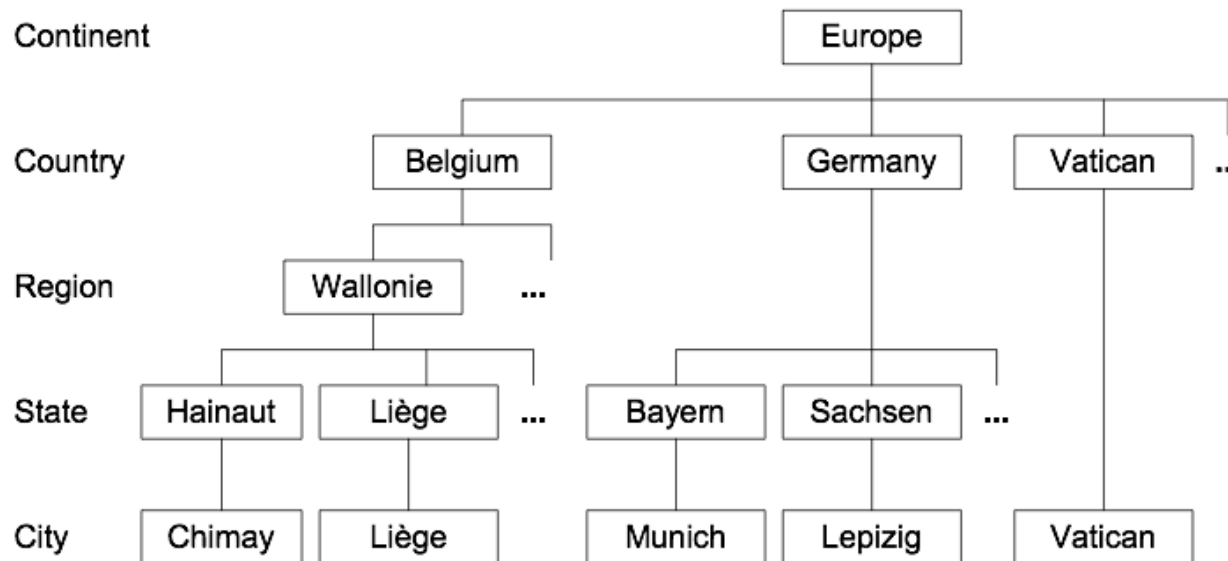 Continent Europe
Country Belgium Germany Vatican ..
Region Wallonie ...
State Hainaut Liège ... Bayern Sachsen ...
City Chimay Liège Munich Lepizig Vatican